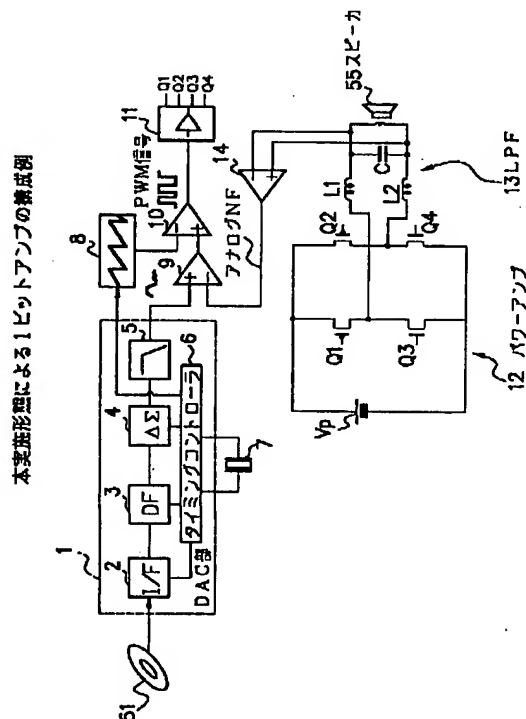 本実施形態による1ビットアンプの構成例
1
2
I/F
3
DF
4
ΔΣ
5
6
タイミングコントローラ
DAC部
7
8
9
10
PWM信号
11
Q1
Q2
Q3
Q4
51
アナログNF
14
Vp
Q1
Q2
Q3
Q4
L1
L2
C
55スピーカ
13LPF
12 パワーアンプ